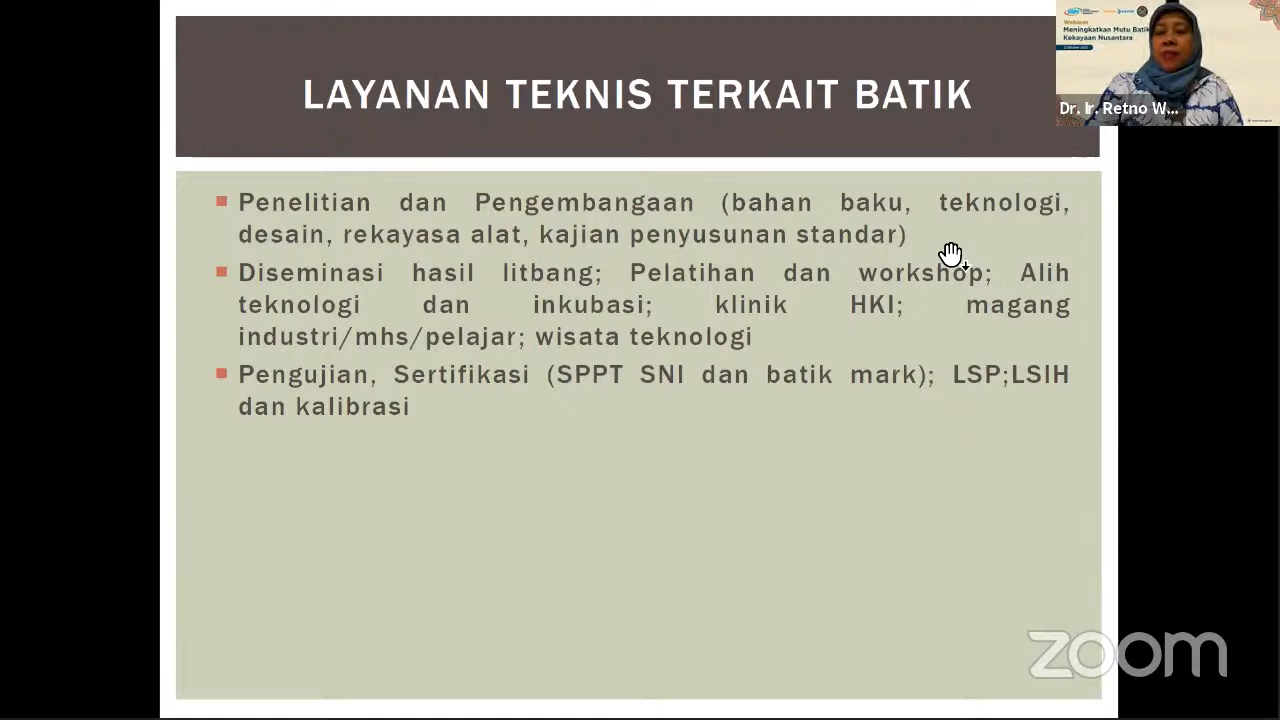 LAYANAN TEKNIS TERKAIT BATIK
Penelitian dan Pengembangaan (bahan baku, teknologi,
desain, rekayasa alat, kajian penyusunan standar)
Diseminasi hasil litbang; Pelatihan dan workshop; Alih
teknologi dan inkubasi; klinik HKI; magang
industri/mhs/pelajar; wisata teknologi
Pengujian, Sertifikasi (SPPT SNI dan batik mark); LSP;LSIH
dan kalibrasi
Webinar
Meningkatkan Mutu Batik
Kekayaan Nusantara
Dr. Ir. Retno W...
zoom